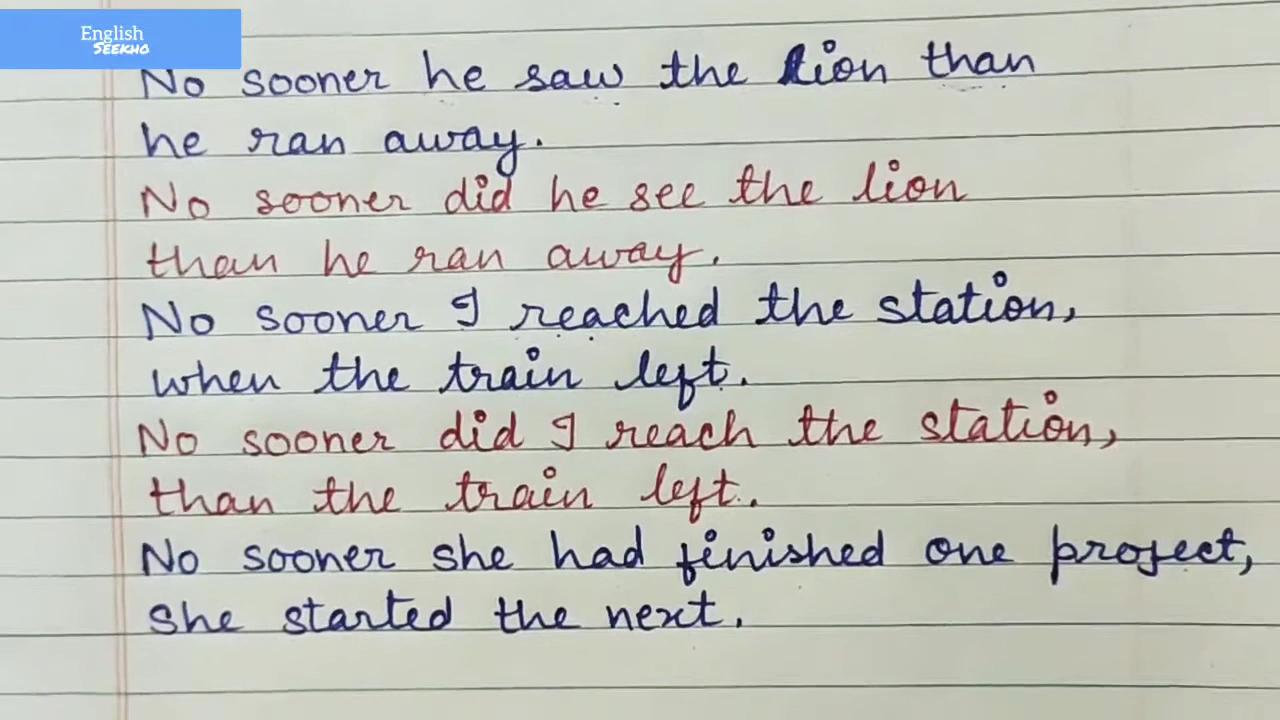 English
SEEKHO
No sooner he saw the lion than
he ran away.
No sooner did he see the lion
than he ran away.
No sooner I reached the station,
when the train left.
No sooner did I reach the station,
than the train left.
No sooner she had finished one project,
she started the next.